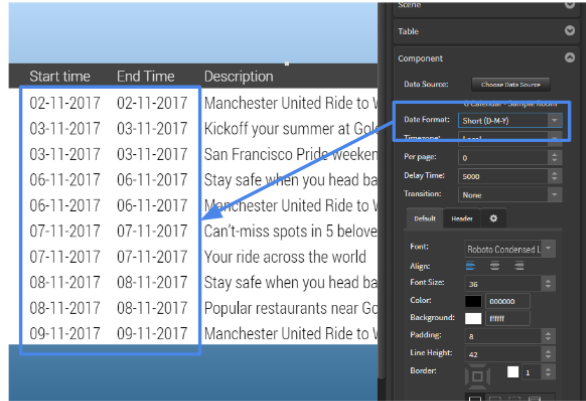 Start time End Time Description
02-11-2017 02-11-2017 Manchester United Ride to
03-11-2017 03-11-2017 Kickoff your summer at
03-11-2017 03-11-2017 San Francisco Pride weeken
06-11-2017 06-11-2017 Stay safe when you head ba
06-11-2017 06-11-2017 Manchester United Ride to
07-11-2017 07-11-2017 Can't-miss spots in 5 belove
07-11-2017 07-11-2017 Your ride across the world
08-11-2017 08-11-2017 Stay safe when you head ba
08-11-2017 08-11-2017 Popular restaurants near
09-11-2017 09-11-2017 Manchester United Ride to
Scene
Table
Component
Data Source: Choose Data Source
Calendar - Sample Room
Date Format: Short (D-M-Y)
Timezone: Local
Per page: 0
Delay Time: 5000
Transition: None
Default Header
Font: Roboto Condensed L
Align:
Font Size: 36
Color: 000000
Background: ffffff
Padding: 8
Line Height: 42
Border: 1